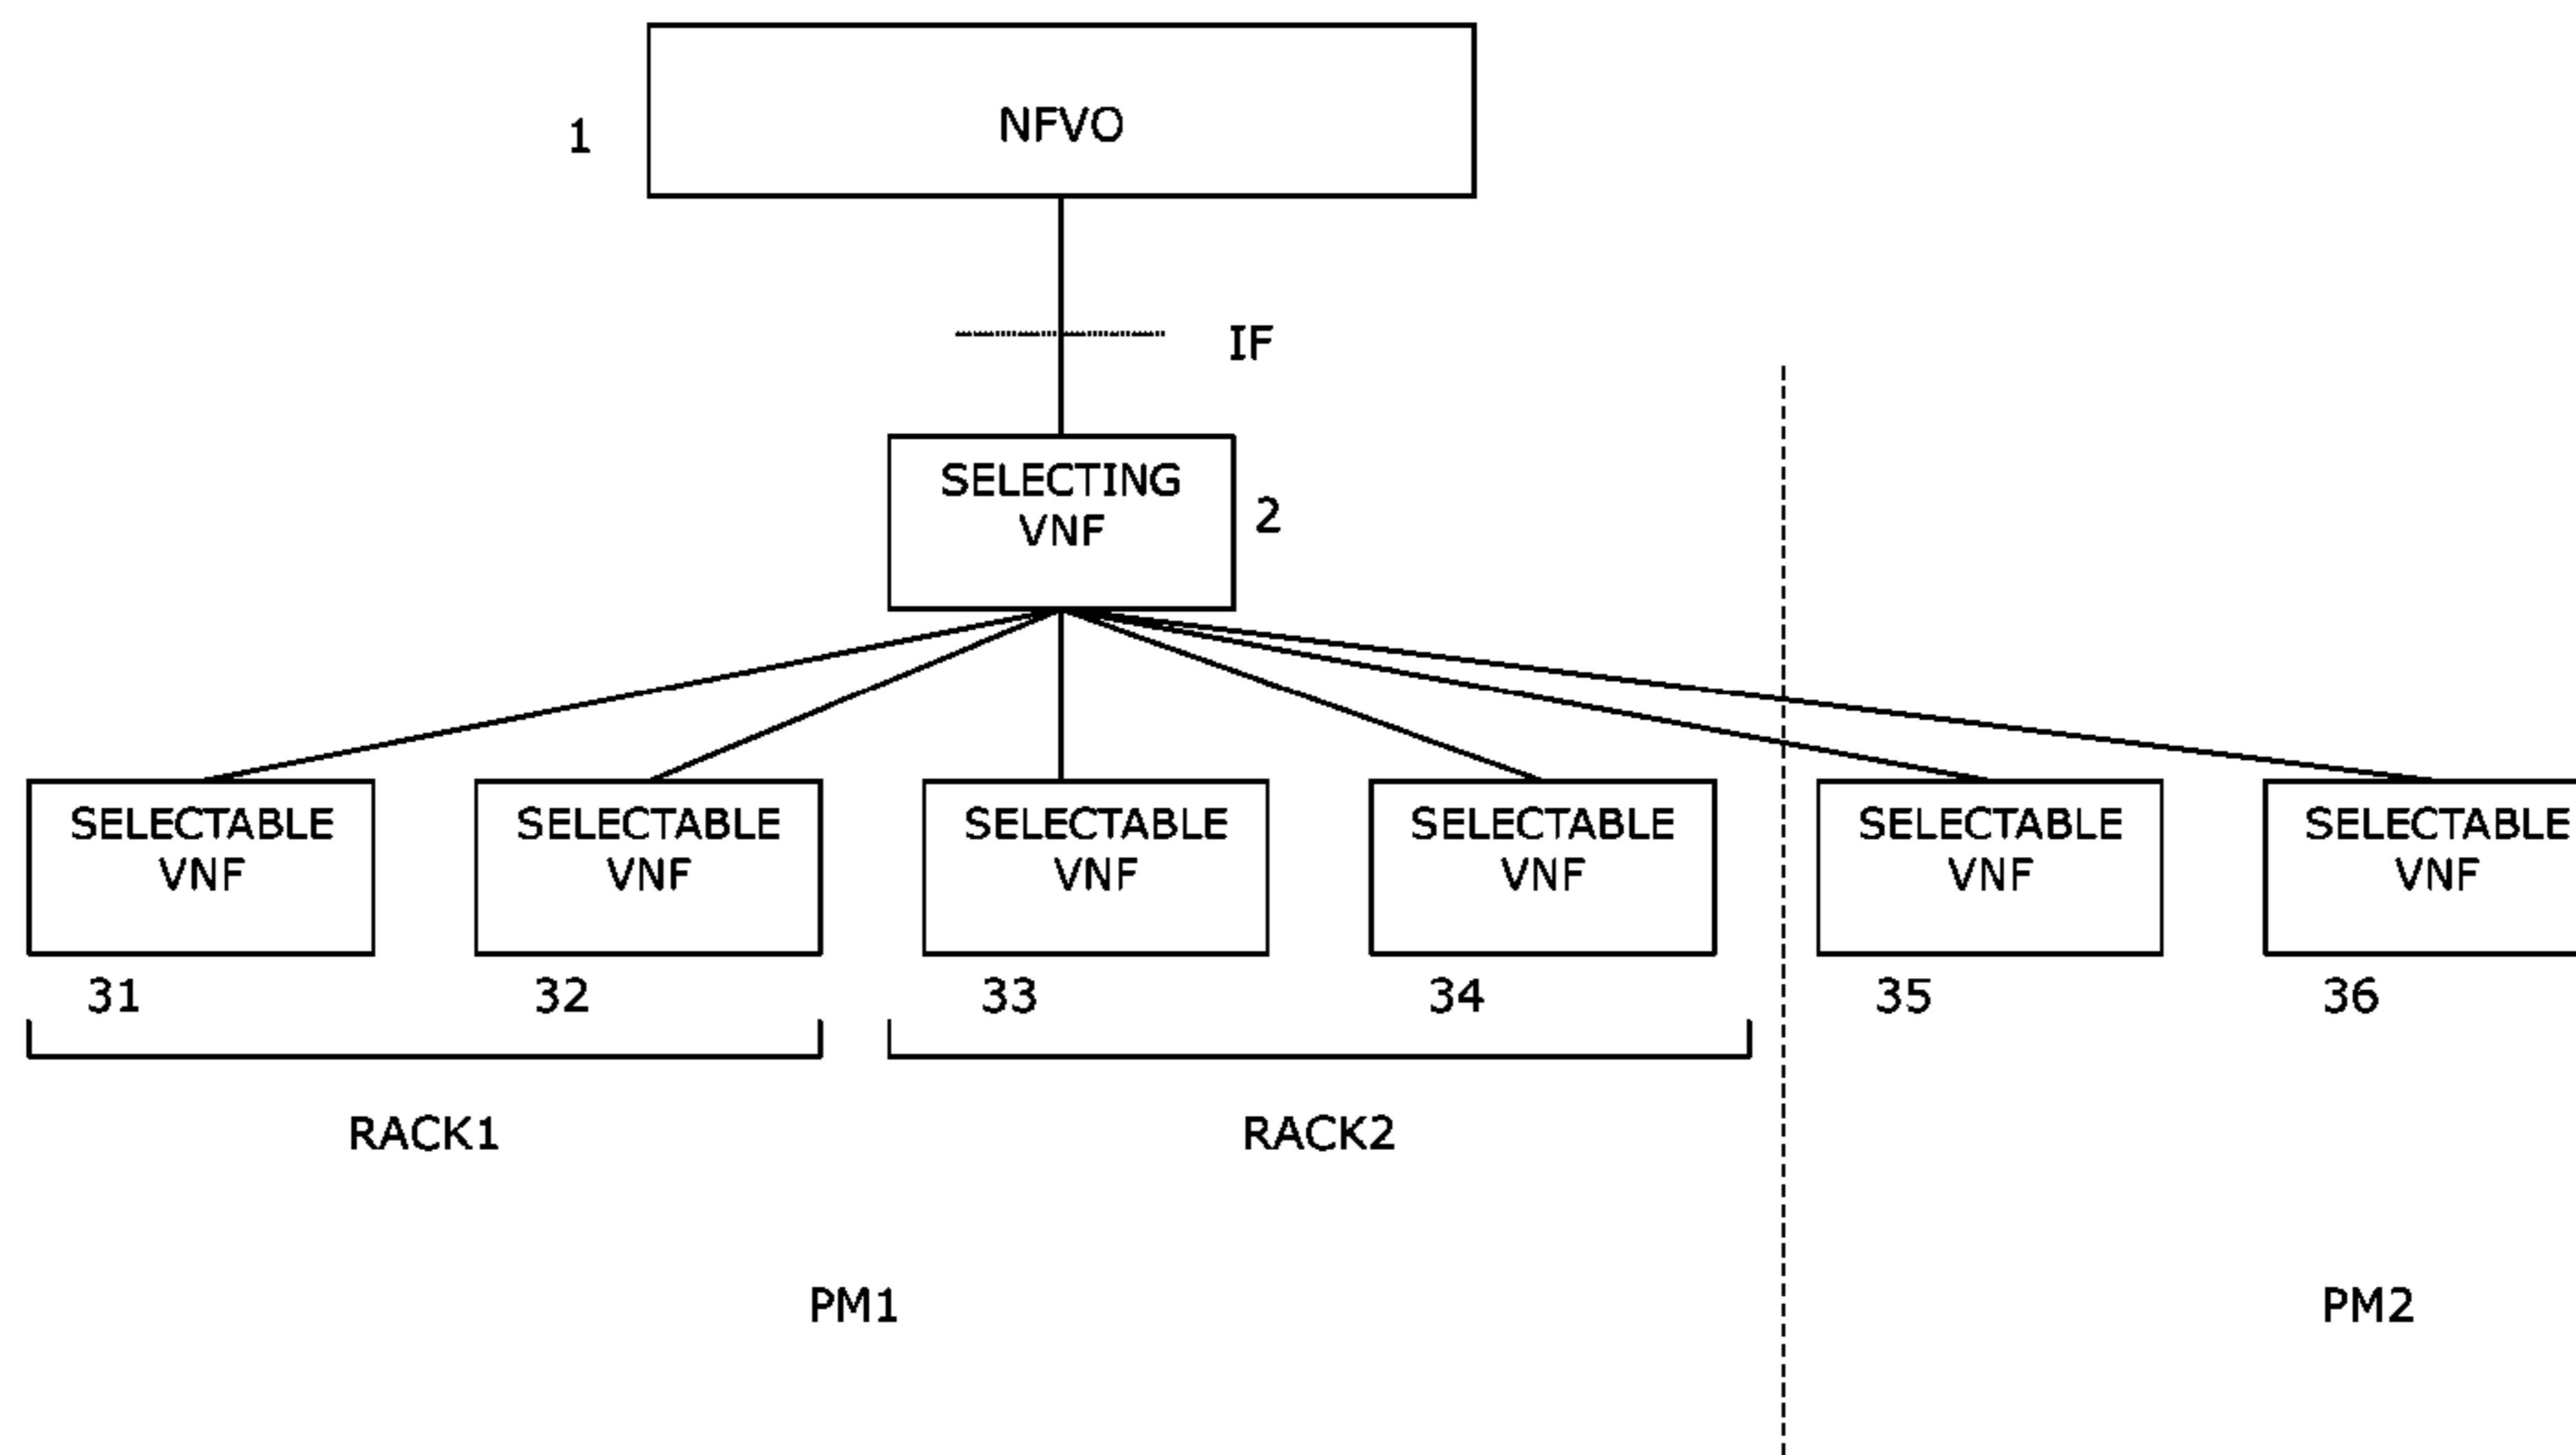 NFVO
1
IF
SELECTING
VNF
2
SELECTABLE
VNF
SELECTABLE
VNF
SELECTABLE
VNF
SELECTABLE
VNF
SELECTABLE
VNF
SELECTABLE
VNF
31
32
33
34
35
36
RACK1
RACK2
PM1
PM2